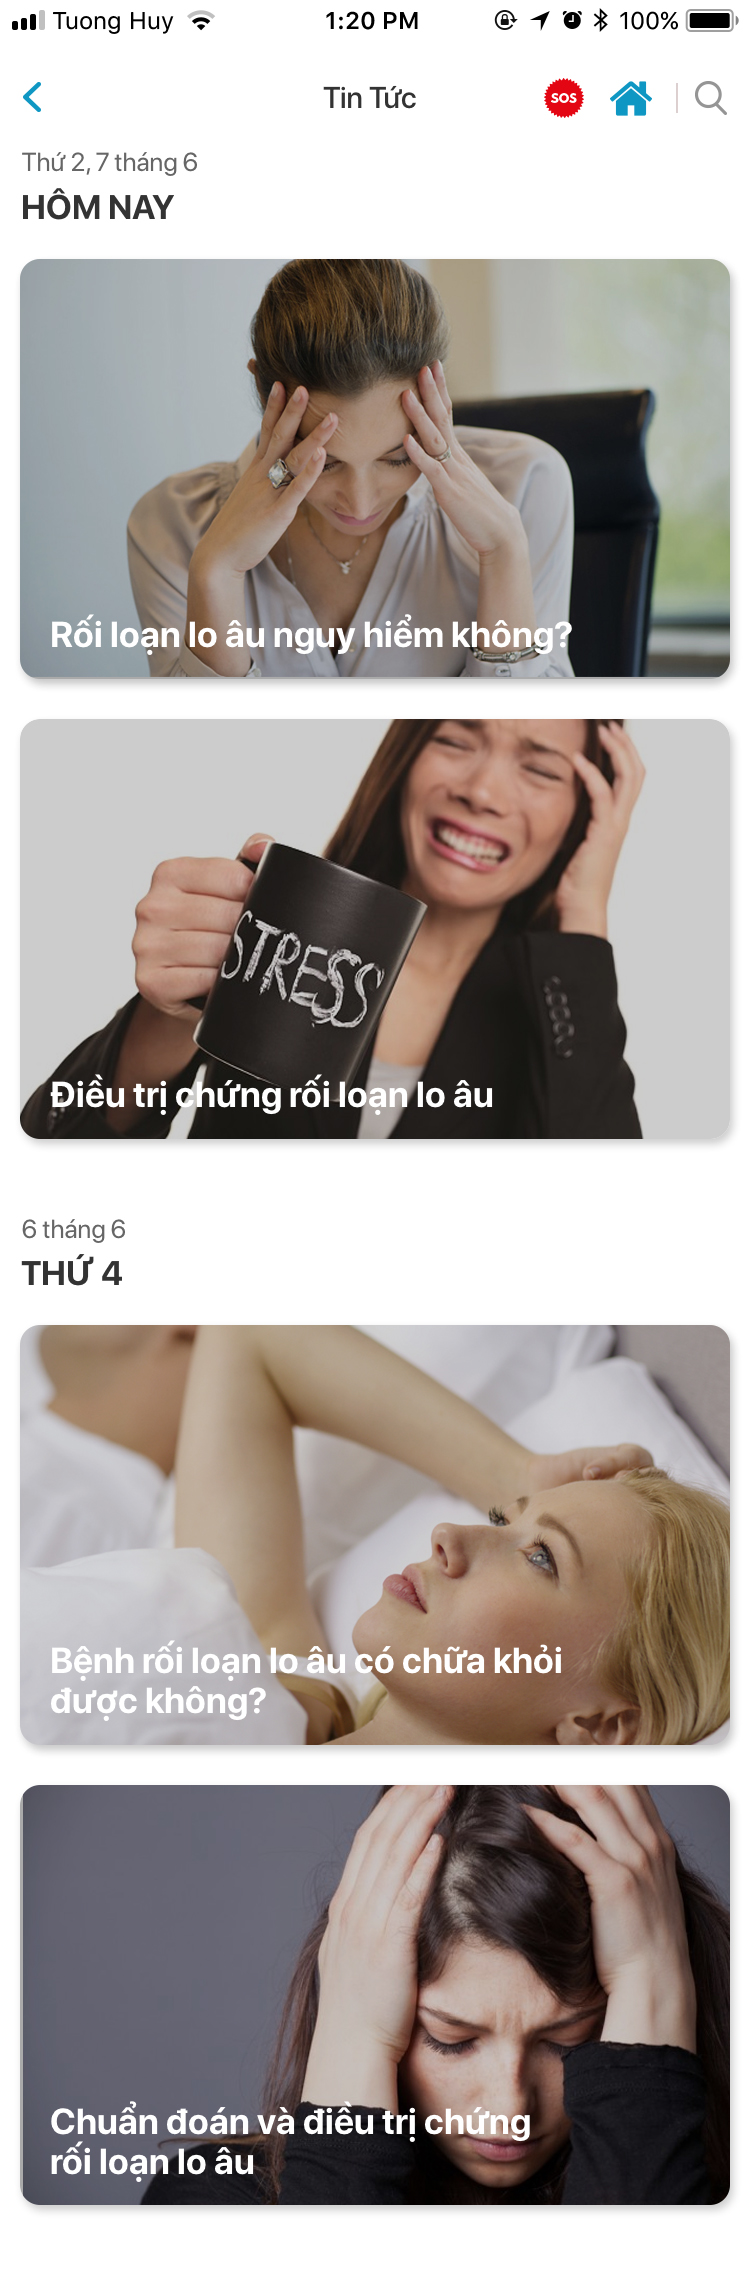 Tuong Huy 1:20 PM 100%
Tin Tức SOS
Thứ 2, 7 tháng 6
HÔM NAY
Rối loạn lo âu nguy hiểm không?
STRESS
Điều trị chứng rối loạn lo âu
6 tháng 6
THỨ 4
Bệnh rối loạn lo âu có chữa khỏi
được không?
Chuẩn đoán và điều trị chứng
rối loạn lo âu